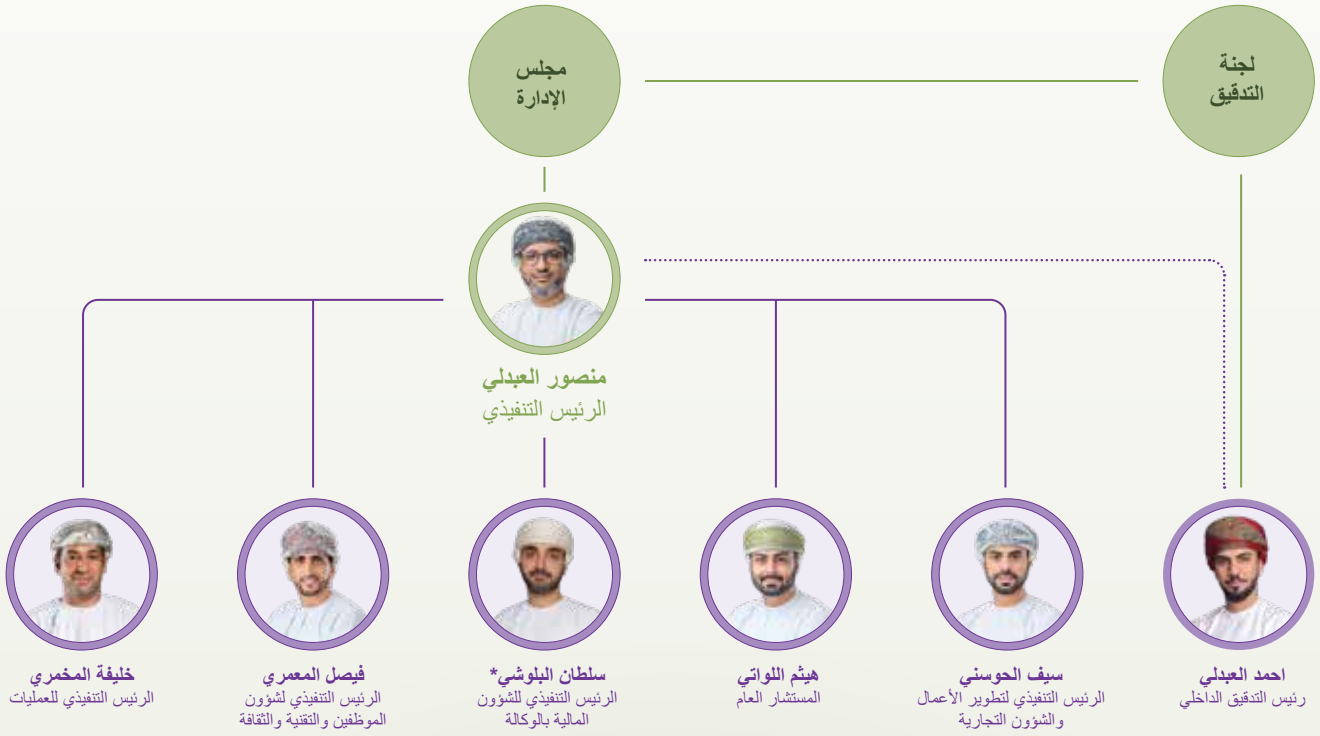 لجنة
التدقيق
مجلس
الإدارة
منصور العبدلي
الرئيس التنفيذي
احمد العبدلي
رئيس التدقيق الداخلي
سيف الحوسني
الرئيس التنفيذي لتطوير الأعمال
والشؤون التجارية
هيثم اللواتي
المستشار العام
سلطان البلوشي*
الرئيس التنفيذي للشؤون
المالية بالوكالة
فيصل المعمري
الرئيس التنفيذي لشؤون
الموظفين والتقنية والثقافة
خليفة المخمري
الرئيس التنفيذي للعمليات